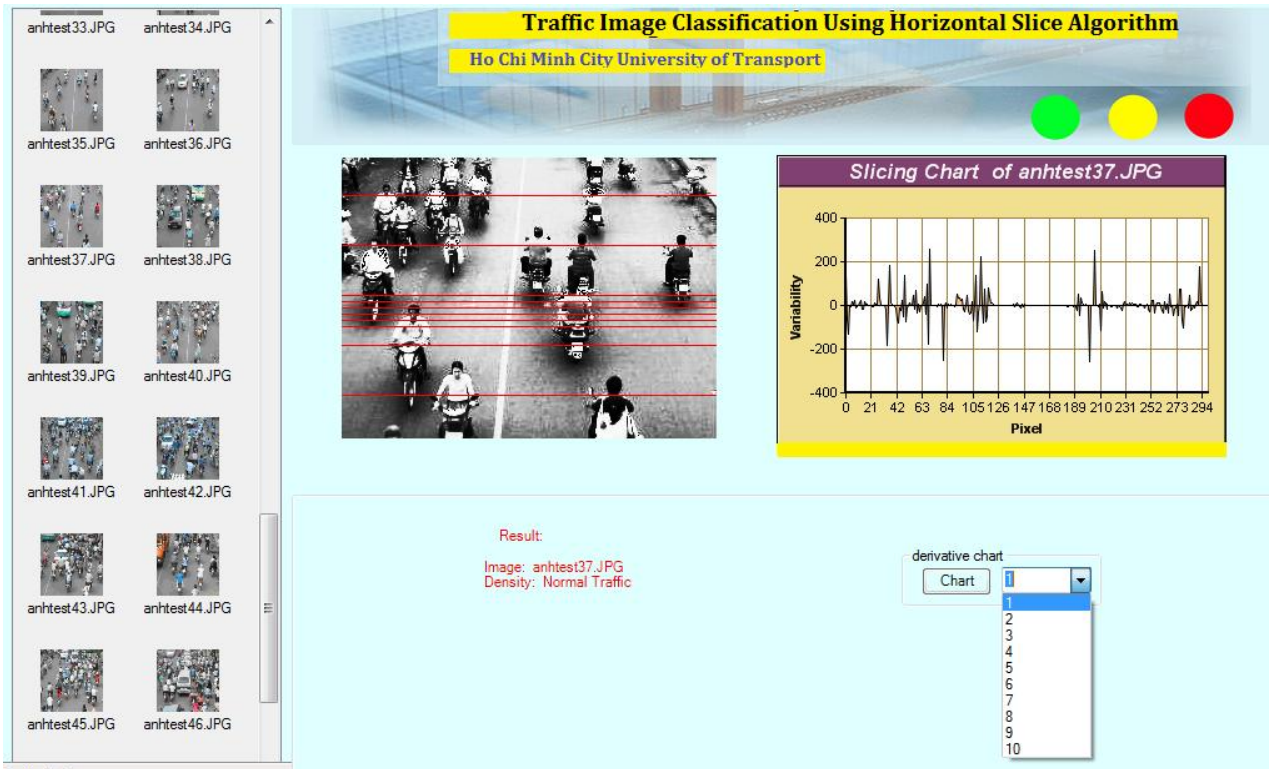 anhtest33.JPG anhtest34.JPG
anhtest35.JPG anhtest36.JPG
anhtest37.JPG anhtest38.JPG
anhtest39.JPG anhtest40.JPG
anhtest41.JPG anhtest42.JPG
anhtest43.JPG anhtest44.JPG
anhtest45.JPG anhtest46.JPG
Traffic Image Classification Using Horizontal Slice Algorithm
Ho Chi Minh City University of Transport
Slicing Chart of anhtest37.JPG
400
200
0
-200
-400
Variability
0 21 42 63 84 105 126 147 168 189 210 231 252 273 294
Pixel
Result:
Image: anhtest37.JPG
Density: Normal Traffic
derivative chart
Chart 1
1
2
3
4
5
6
7
8
9
10